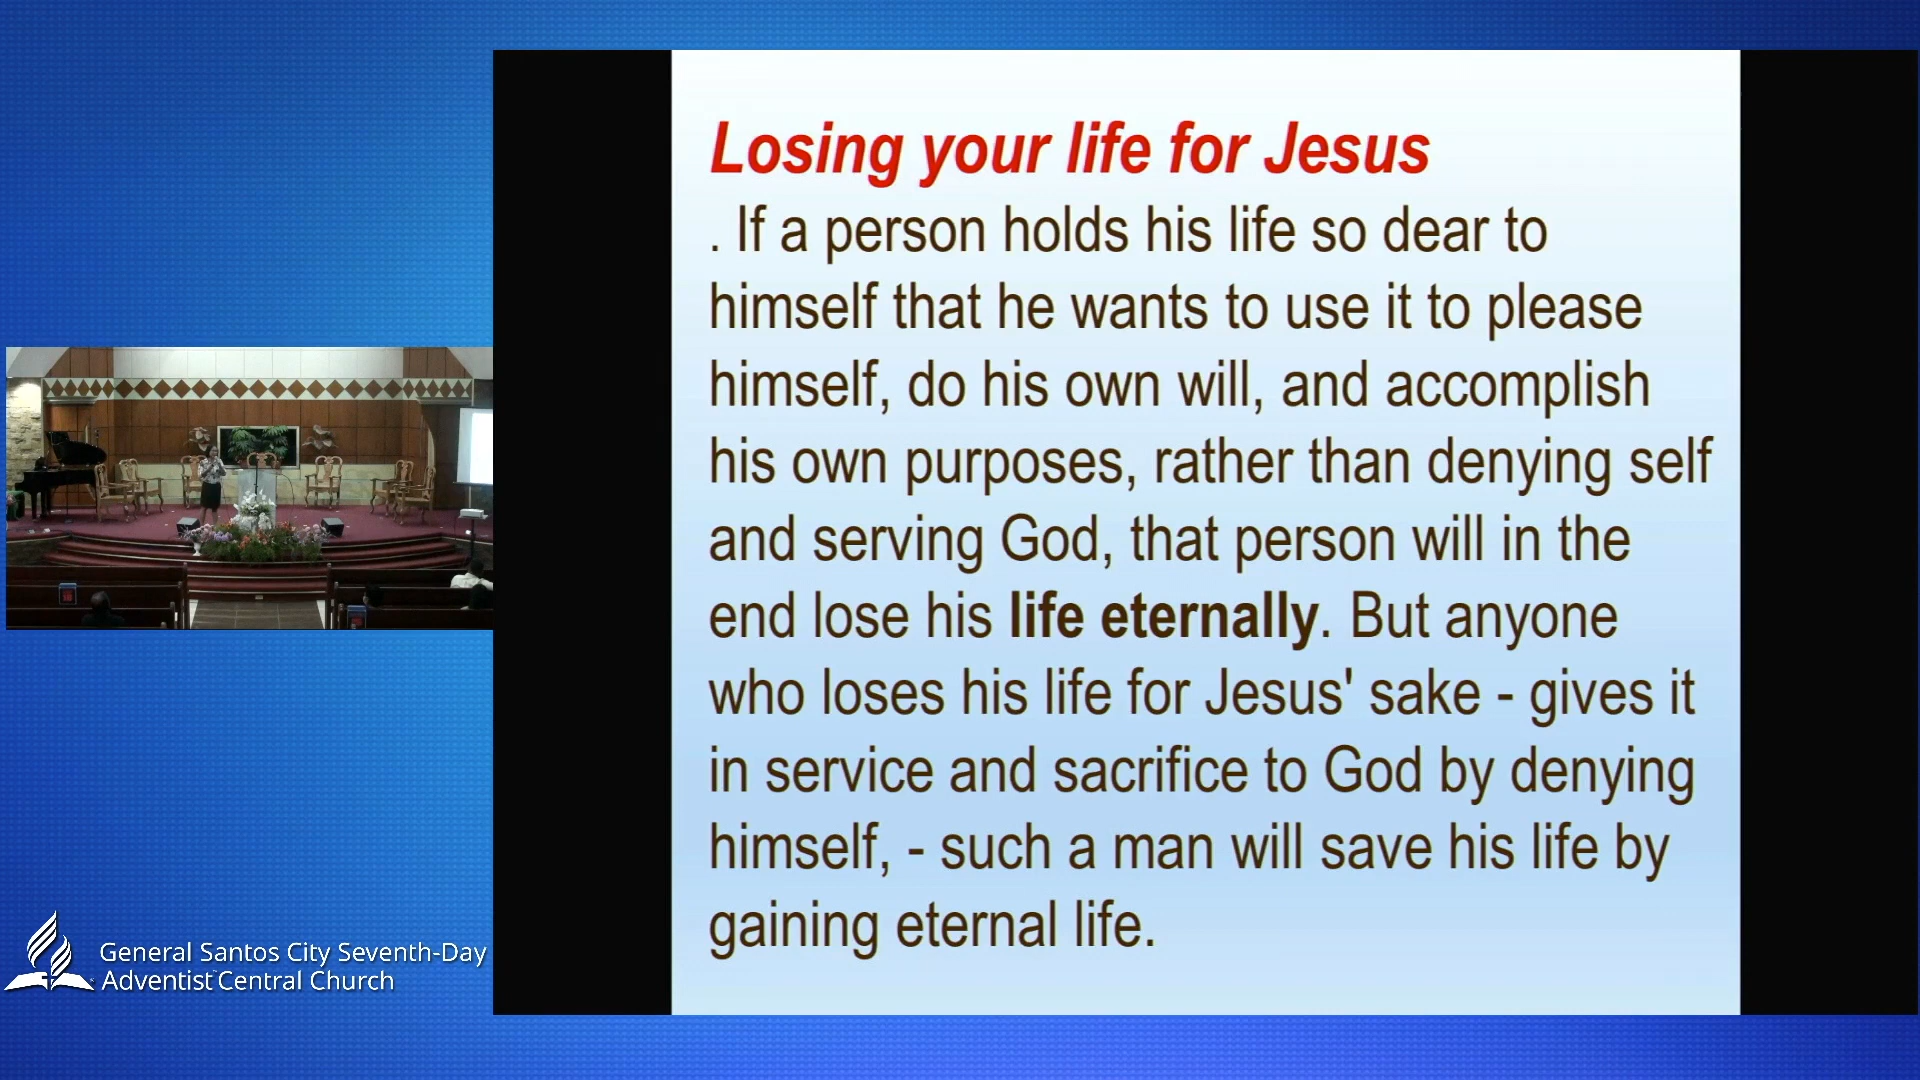 Losing your life for Jesus
. If a person holds his life so dear to
himself that he wants to use it to please
himself, do his own will, and accomplish
his own purposes, rather than denying self
and serving God, that person will in the
end lose his life eternally. But anyone
who loses his life for Jesus' sake - gives it
in service and sacrifice to God by denying
himself, - such a man will save his life by
gaining eternal life.
General Santos City Seventh-Day
Adventist Central Church